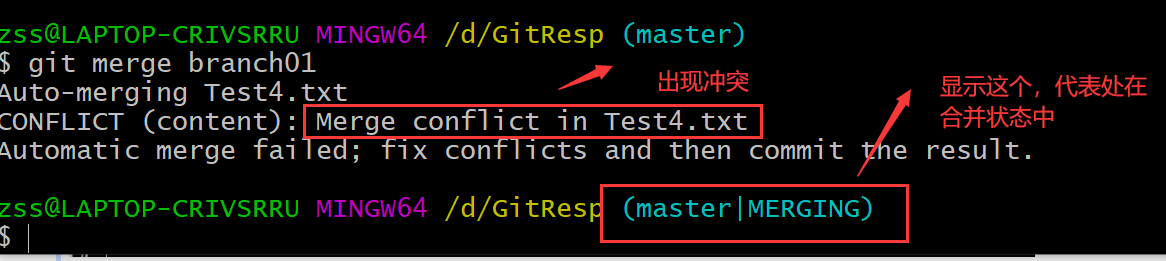 zss@LAPTOP-CRIVSRRU MINGW64 /d/GitResp (master)
$ git merge branch01
出现冲突
显示这个，代表处在
合并状态中
Auto-merging Test4.txt
CONFLICT (content): Merge conflict in Test4.txt
Automatic merge failed; fix conflicts and then commit the result.
zss@LAPTOP-CRIVSRRU MINGW64 /d/GitResp (master|MERGING)
$